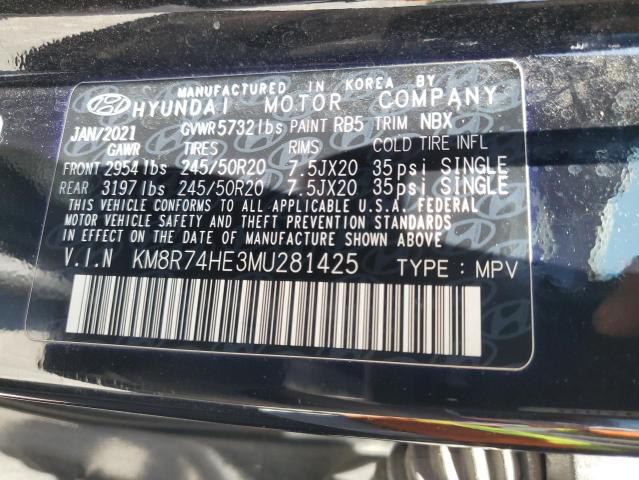 MANUFACTURED IN KOREA BY
HYUNDAI MOTOR COMPANY
JAN/2021 GVWR 5732 lbs PAINT RB5 TRIM NBX
GAWR TIRES RIMS COLD TIRE INFL
FRONT 2954 lbs 245/50R20 7.5JX20 35psi SINGLE
REAR 3197 lbs 245/50R20 7.5JX20 35psi SINGLE
THIS VEHICLE CONFORMS TO ALL APPLICABLE U.S.A. FEDERAL
MOTOR VEHICLE SAFETY AND THEFT PREVENTION STANDARDS
IN EFFECT ON THE DATE OF MANUFACTURE SHOWN ABOVE.
V.I.N KM8R74HE3MU281425 TYPE : MPV